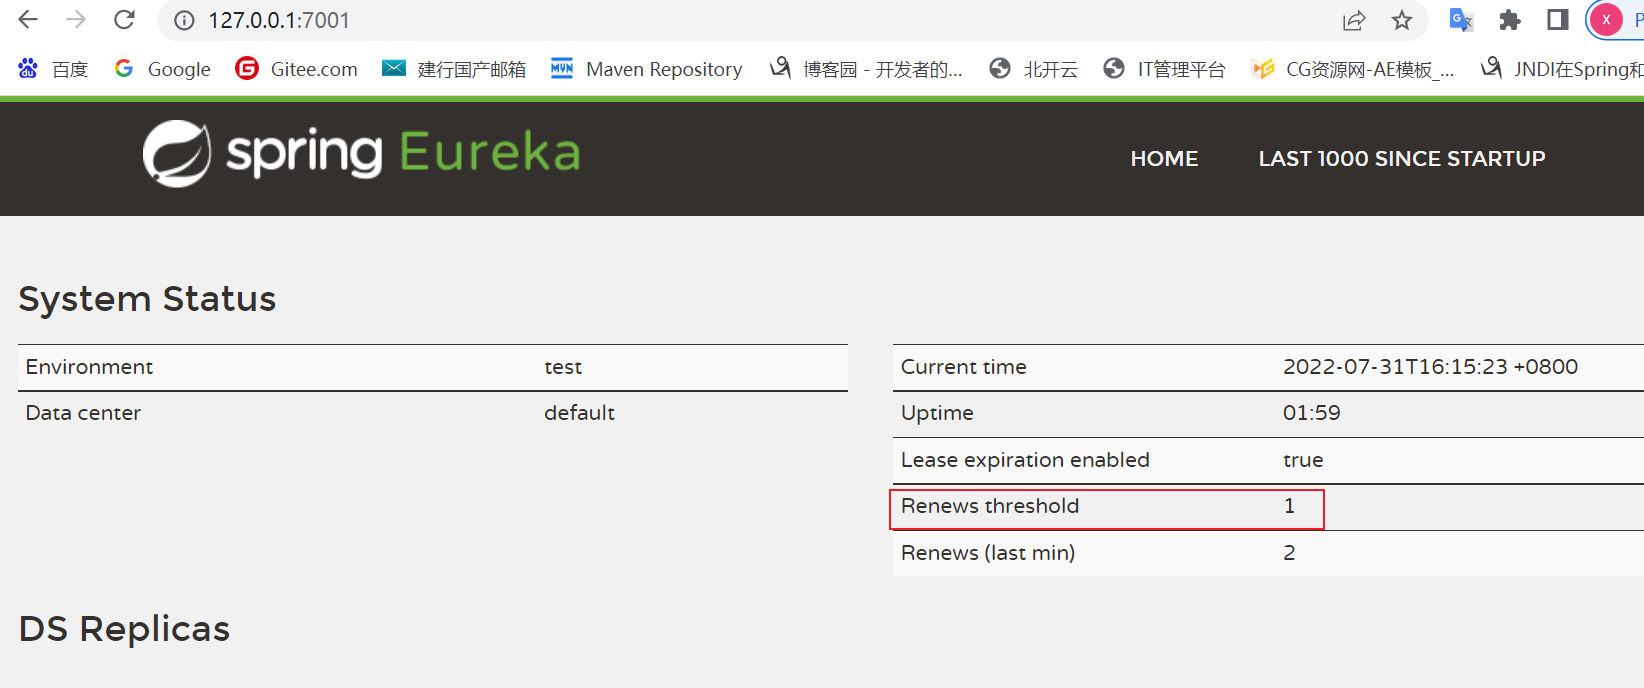 127.0.0.1:7001
X
百度 Google Gitee.com 建行国产邮箱 MVN Maven Repository 博客园 - 开发者的... 北开云 IT管理平台 CG资源网-AE模板_... JNDI在Spring和
spring Eureka HOME LAST 1000 SINCE STARTUP
System Status
Environment test
Data center default
Current time 2022-07-31T16:15:23 +0800
Uptime 01:59
Lease expiration enabled true
Renews threshold 1
Renews (last min) 2
DS Replicas